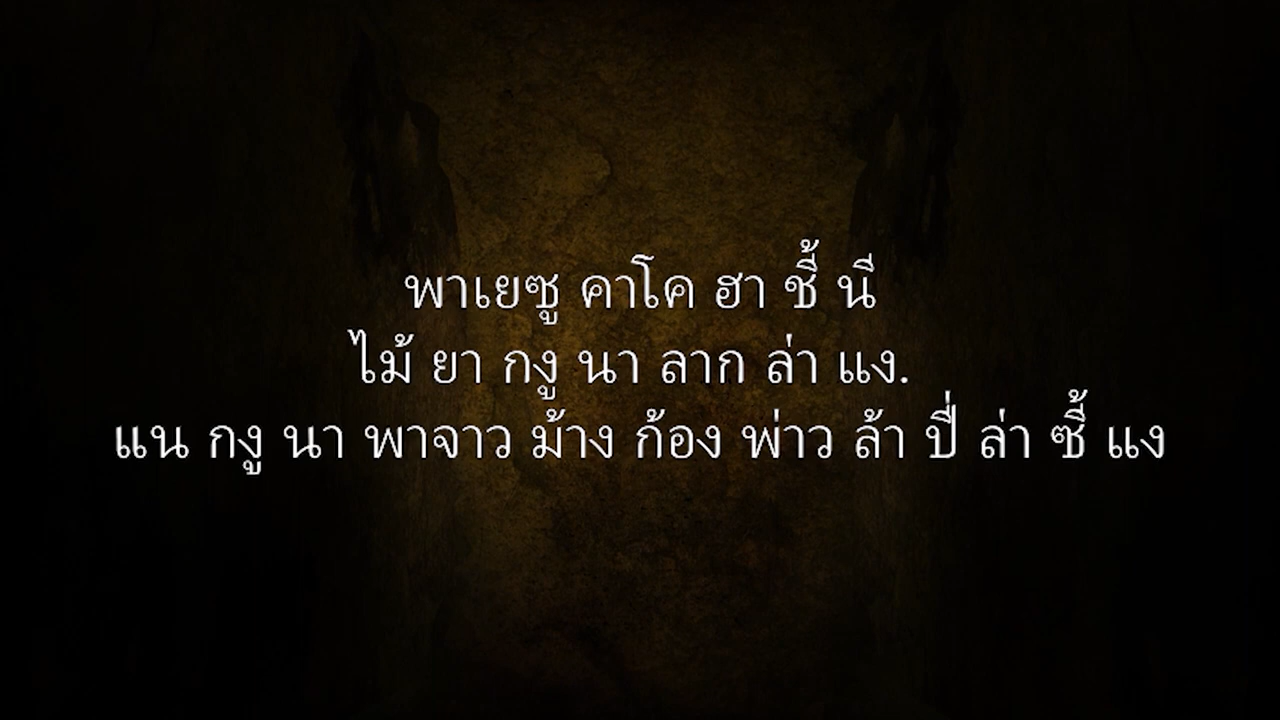 พาเยซู คาโค ฮา ชี้ นี
ไม้ ยา กงู นา ลาก ล่า แง.
แน กงู นา พาจาว ม้าง ก้อง พ่าว ล้า ปื่ ล่า ซี้ แง